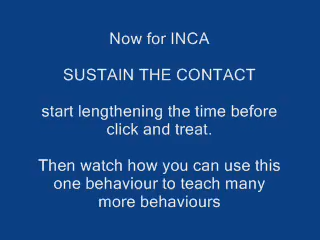 Now for INCA
SUSTAIN THE CONTACT
start lengthening the time before
click and treat.
Then watch how you can use this
one behaviour to teach many
more behaviours